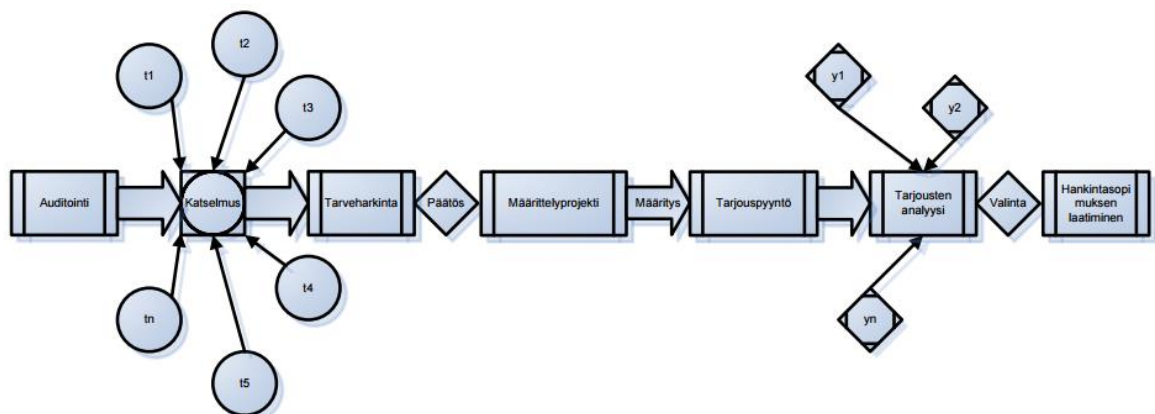 t1
t2
t3
Auditointi
Katselmus
Tarveharkinta
Päätös
Määrittelyprojekti
Määritys
Tarjouspyyntö
y1
y2
Tarjousten
analyysi
Valinta
Hankintasopi
muksen
laatiminen
tn
t5
t4
yn